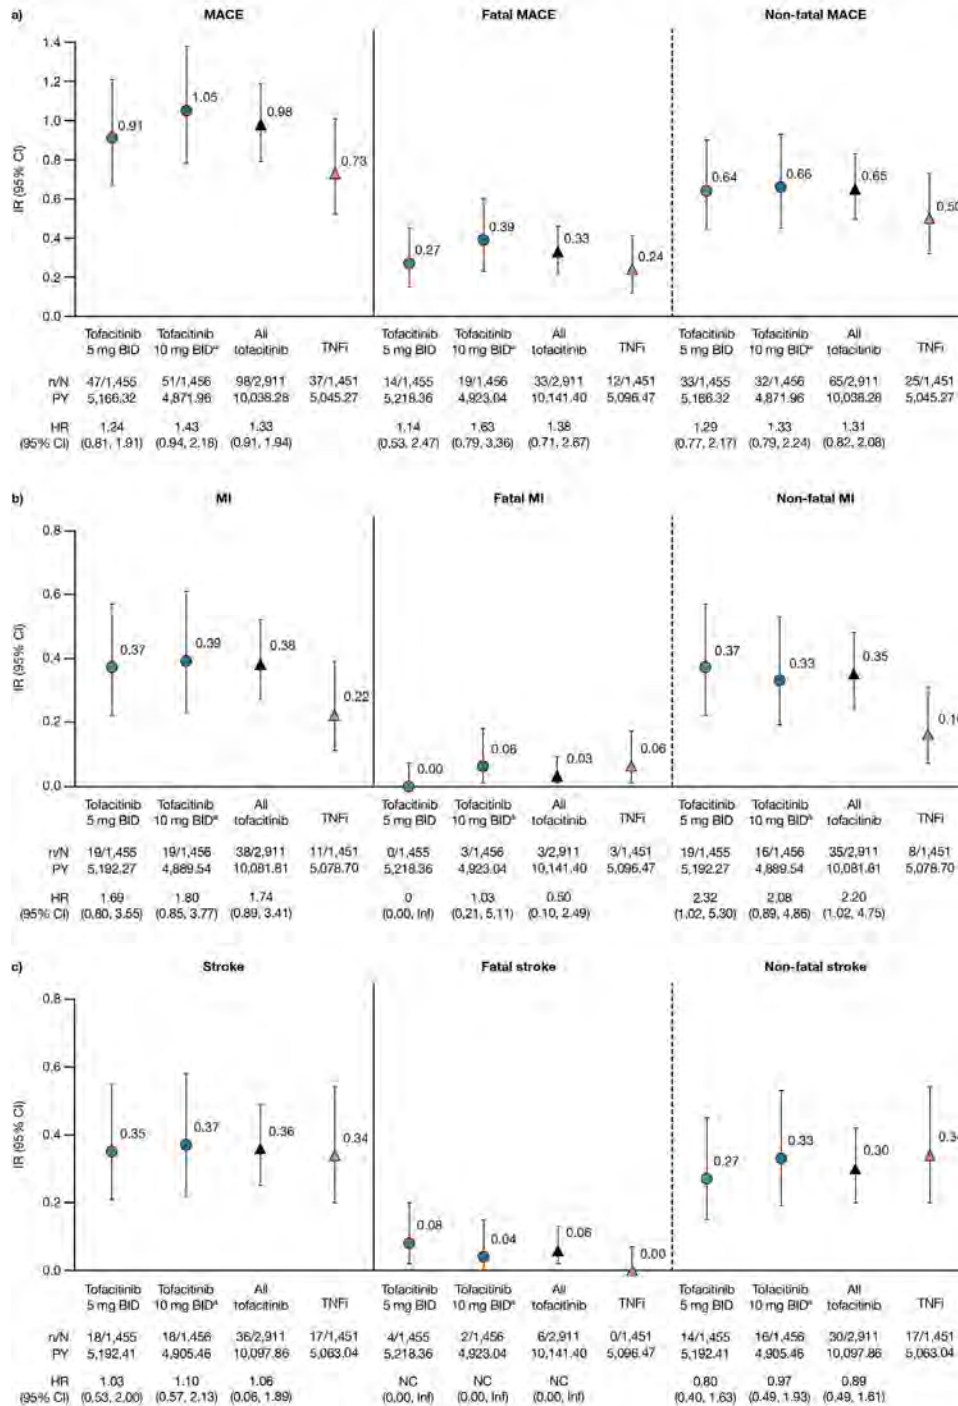 a)
MACE
Fatal MACE
Non-fatal MACE
IR (95% CI)
1.4
1.2
1.0
0.8
0.6
0.4
0.2
0.0
0.91
1.05
0.98
0.73
0.27
0.39
0.33
0.24
0.64
0.66
0.65
0.50
Tofacitinib 5 mg BID
Tofacitinib 10 mg BIDᵃ
All tofacitinib
TNFi
Tofacitinib 5 mg BID
Tofacitinib 10 mg BIDᵃ
All tofacitinib
TNFi
Tofacitinib 5 mg BID
Tofacitinib 10 mg BIDᵃ
All tofacitinib
TNFi
n/N 47/1,455 51/1,456 98/2,911 37/1,451 14/1,455 19/1,456 33/2,911 12/1,451 33/1,455 32/1,456 65/2,911 25/1,451
PY 5,166.32 4,871.96 10,038.28 5,045.27 5,218.36 4,923.04 10,141.40 5,096.47 5,166.32 4,871.96 10,038.28 5,045.27
HR 1.24 1.43 1.33 1.14 1.63 1.38 1.29 1.33 1.31
(95% CI) (0.81, 1.91) (0.94, 2.18) (0.91, 1.94) (0.53, 2.47) (0.79, 3.36) (0.71, 2.67) (0.77, 2.17) (0.79, 2.24) (0.82, 2.08)
b)
MI
Fatal MI
Non-fatal MI
IR (95% CI)
0.8
0.6
0.4
0.2
0.0
0.37
0.39
0.38
0.22
0.00
0.06
0.03
0.06
0.37
0.33
0.35
Tofacitinib 5 mg BID
Tofacitinib 10 mg BIDᵃ
All tofacitinib
TNFi
Tofacitinib 5 mg BID
Tofacitinib 10 mg BIDᵃ
All tofacitinib
TNFi
Tofacitinib 5 mg BID
Tofacitinib 10 mg BIDᵃ
All tofacitinib
TNFi
n/N 19/1,455 19/1,456 38/2,911 11/1,451 0/1,455 3/1,456 3/2,911 3/1,451 19/1,455 16/1,456 35/2,911 8/1,451
PY 5,192.27 4,889.54 10,081.81 5,078.70 5,218.36 4,923.04 10,141.40 5,096.47 5,192.27 4,889.54 10,081.81 5,078.70
HR 1.69 1.80 1.74 0 1.03 0.50 2.32 2.08 2.20
(95% CI) (0.80, 3.55) (0.85, 3.77) (0.89, 3.41) (0.00, Inf) (0.21, 5.11) (0.10, 2.49) (1.02, 5.30) (0.89, 4.86) (1.02, 4.75)
c)
Stroke
Fatal stroke
Non-fatal stroke
IR (95% CI)
0.8
0.6
0.4
0.2
0.0
0.35
0.37
0.36
0.34
0.08
0.04
0.06
0.00
0.27
0.33
0.30
Tofacitinib 5 mg BID
Tofacitinib 10 mg BIDᵃ
All tofacitinib
TNFi
Tofacitinib 5 mg BID
Tofacitinib 10 mg BIDᵃ
All tofacitinib
TNFi
Tofacitinib 5 mg BID
Tofacitinib 10 mg BIDᵃ
All tofacitinib
TNFi
n/N 18/1,455 18/1,456 36/2,911 17/1,451 4/1,455 2/1,456 6/2,911 0/1,451 14/1,455 16/1,456 30/2,911 17/1,451
PY 5,192.41 4,905.46 10,097.86 5,063.04 5,218.36 4,923.04 10,141.40 5,096.47 5,192.41 4,905.46 10,097.86 5,063.04
HR 1.03 1.10 1.06 NC NC NC 0.80 0.97 0.89
(95% CI) (0.53, 2.00) (0.57, 2.13) (0.06, 1.89) (0.00, Inf) (0.00, Inf) (0.00, Inf) (0.40, 1.63) (0.49, 1.93) (0.49, 1.61)